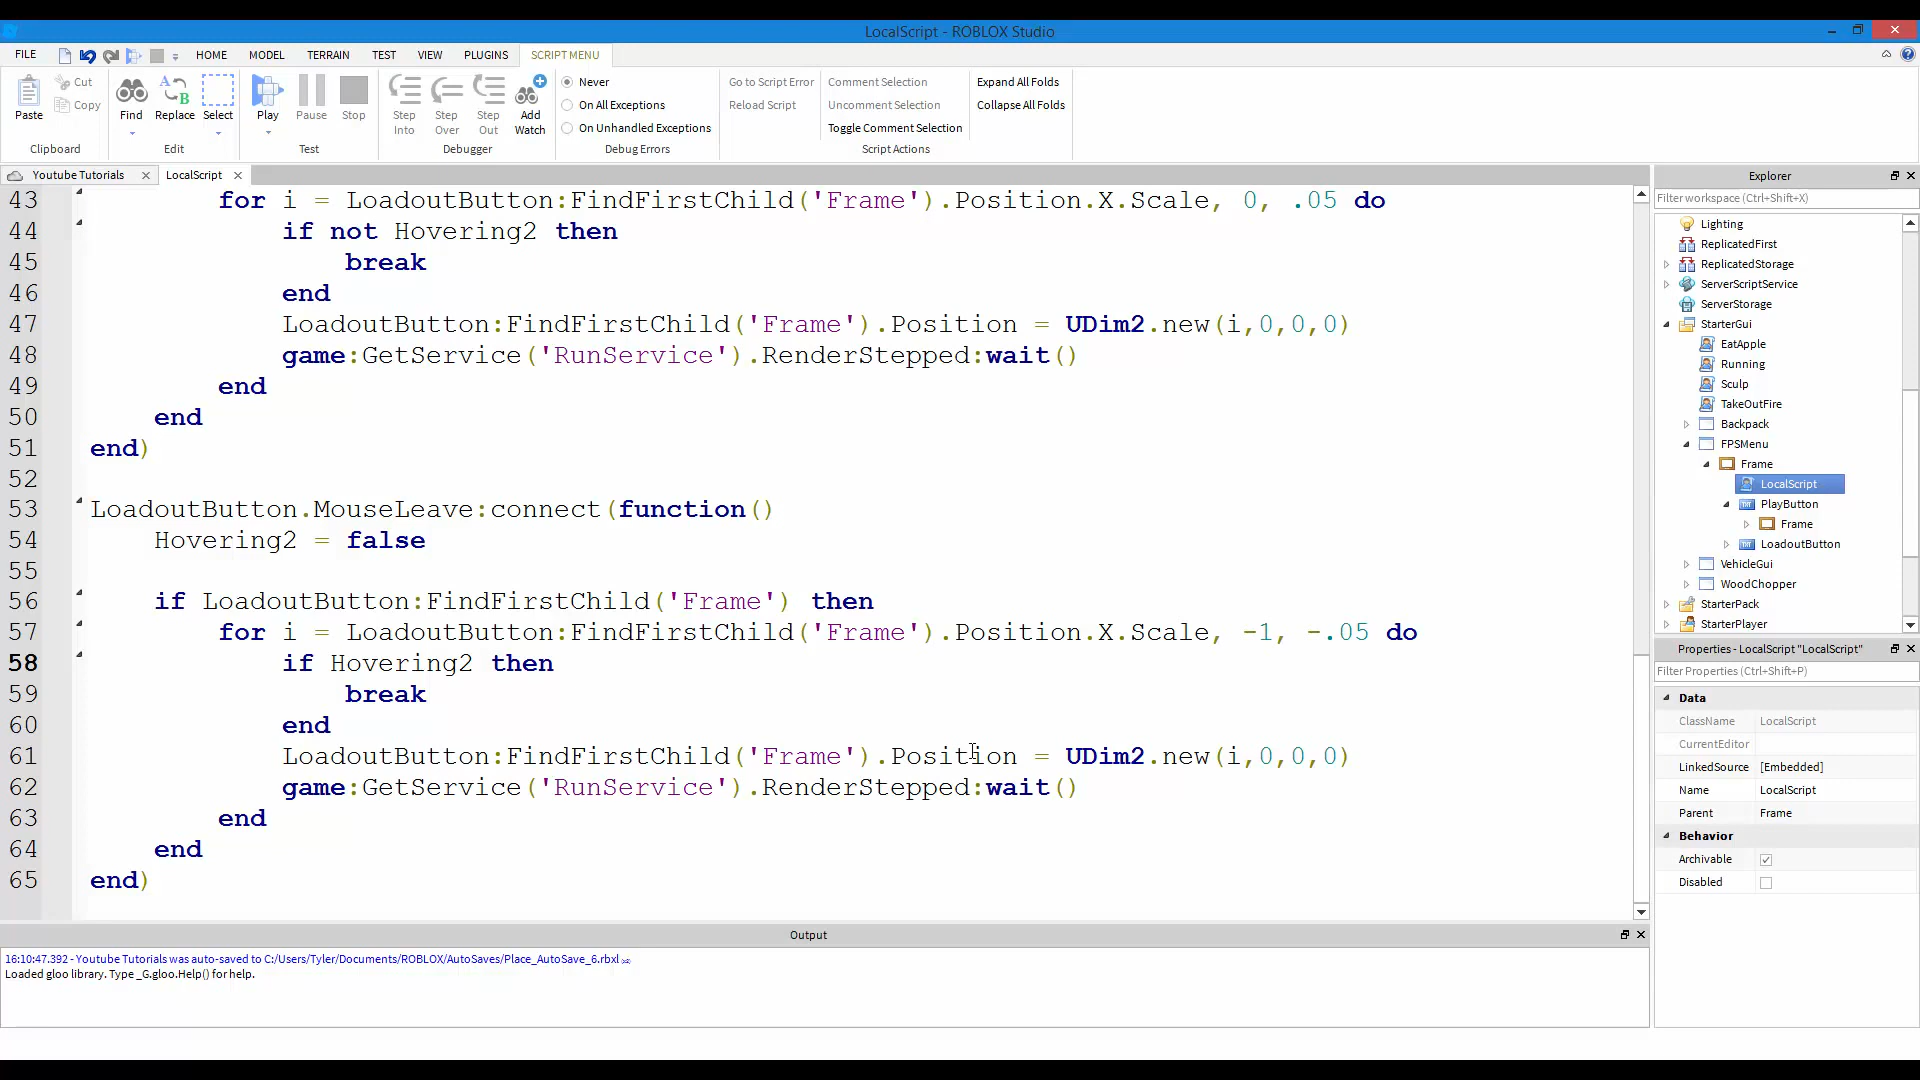 LocalScript - ROBLOX Studio
FILE HOME MODEL TERRAIN TEST VIEW PLUGINS SCRIPT MENU
Paste Cut Copy Find Replace Select Play Pause Stop Step Into Step Over Step Out Add Watch
Never
On All Exceptions
On Unhandled Exceptions
Go to Script Error
Reload Script
Comment Selection
Uncomment Selection
Toggle Comment Selection
Expand All Folds
Collapse All Folds
Clipboard Edit Test Debugger Debug Errors Script Actions
Youtube Tutorials LocalScript
43 for i = LoadoutButton:FindFirstChild('Frame').Position.X.Scale, 0, .05 do
44 if not Hovering2 then
45 break
46 end
47 LoadoutButton:FindFirstChild('Frame').Position = UDim2.new(i,0,0,0)
48 game:GetService('RunService').RenderStepped:wait()
49 end
50 end
51 end)
52
53 LoadoutButton.MouseLeave:connect(function()
54 Hovering2 = false
55
56 if LoadoutButton:FindFirstChild('Frame') then
57 for i = LoadoutButton:FindFirstChild('Frame').Position.X.Scale, -1, -.05 do
58 if Hovering2 then
59 break
60 end
61 LoadoutButton:FindFirstChild('Frame').Position = UDim2.new(i,0,0,0)
62 game:GetService('RunService').RenderStepped:wait()
63 end
64 end
65 end)
Output
16:10:47.392 - Youtube Tutorials was auto-saved to C:/Users/Tyler/Documents/ROBLOX/AutoSaves/Place_AutoSave_6.rbxl
Loaded gloo library. Type _G.gloo.Help() for help.
Explorer
Filter workspace (Ctrl+Shift+X)
Lighting
ReplicatedFirst
ReplicatedStorage
ServerScriptService
ServerStorage
StarterGui
EatApple
Running
Sculp
TakeOutFire
Backpack
FPSMenu
Frame
LocalScript
PlayButton
Frame
LoadoutButton
VehicleGui
WoodChopper
StarterPack
StarterPlayer
Properties - LocalScript "LocalScript"
Filter Properties (Ctrl+Shift+P)
Data
ClassName LocalScript
CurrentEditor
LinkedSource [Embedded]
Name LocalScript
Parent Frame
Behavior
Archivable
Disabled